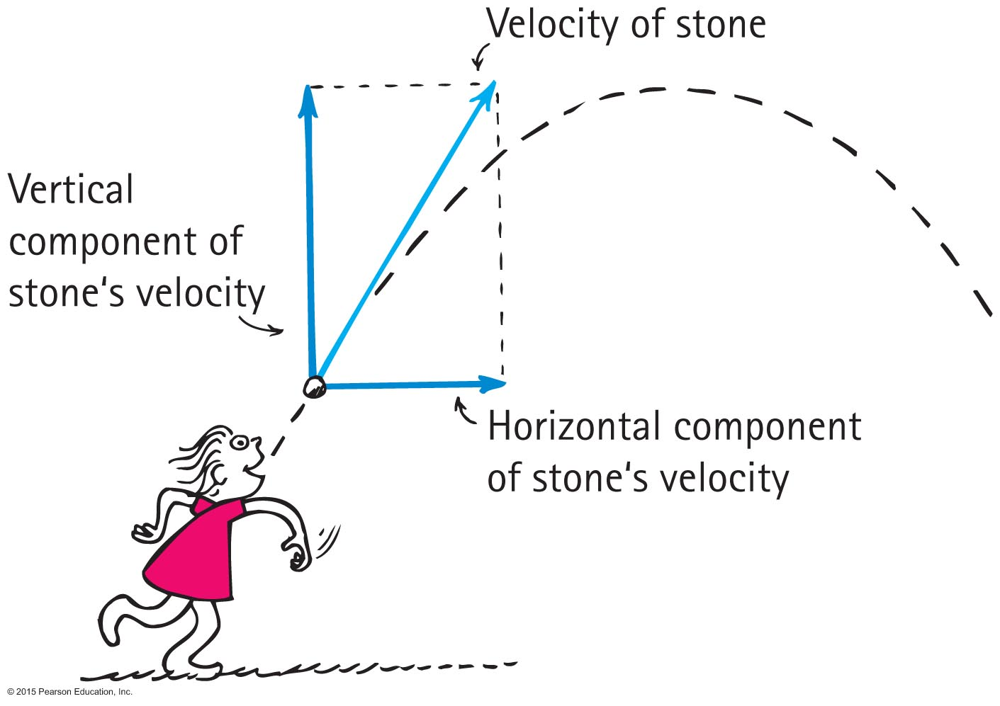 Velocity of stone
Vertical
component of
stone‘s velocity
Horizontal component
of stone‘s velocity
© 2015 Pearson Education, Inc.